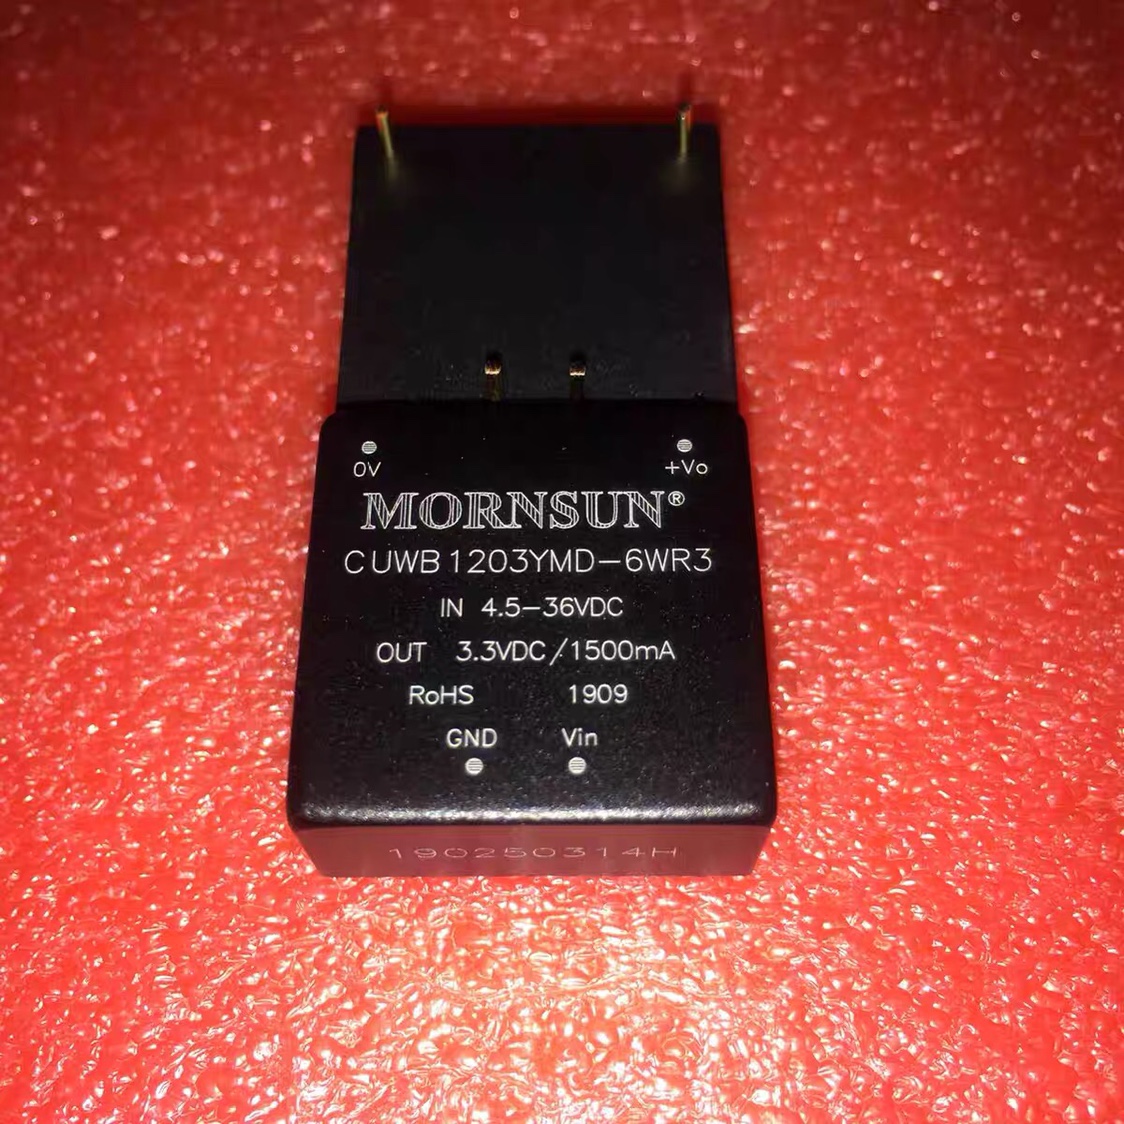 0V +Vo
MORNSUN®
CUWB1203YMD-6WR3
IN 4.5-36VDC
OUT 3.3VDC/1500mA
RoHS 1909
GND Vin
190250314H